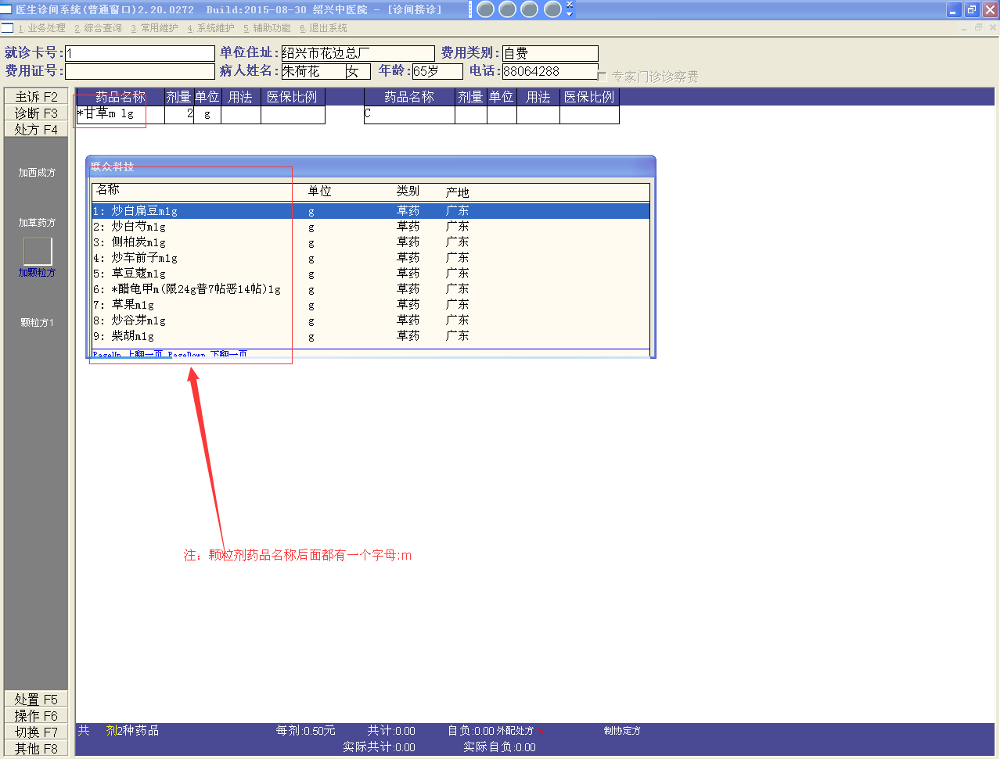 医生诊间系统(普通窗口)2.20.0272 Build:2015-08-30 绍兴中医院 - [诊间接诊]
1.业务处理 2.综合查询 3.常用维护 4.系统维护 5.辅助功能 6.退出系统
就诊卡号:1 单位住址:绍兴市花边总厂 费用类别:自费
费用证号: 病人姓名:朱荷花 女 年龄:65岁 电话:88064288 专家门诊诊察费
主诉 F2
诊断 F3
处方 F4
加西成方
加草药方
加颗粒方
颗粒方1
药品名称 剂量 单位 用法 医保比例 药品名称 剂量 单位 用法 医保比例
*甘草m 1g 2 g C
联众科技
名称 单位 类别 产地
1: 炒白扁豆m1g g 草药 广东
2: 炒白芍m1g g 草药 广东
3: 侧柏炭m1g g 草药 广东
4: 炒车前子m1g g 草药 广东
5: 草豆蔻m1g g 草药 广东
6: *醋龟甲m(限24g普7帖恶14帖)1g g 草药 广东
7: 草果m1g g 草药 广东
8: 炒谷芽m1g g 草药 广东
9: 柴胡m1g g 草药 广东
PageUp 上翻一页 PageDown 下翻一页
注：颗粒剂药品名称后面都有一个字母:m
处置 F5
操作 F6
切换 F7
其他 F8
共 剂2种药品 每剂:0.50元 共计:0.00 自负:0.00 外配处方 × 制协定方
实际共计:0.00 实际自负:0.00